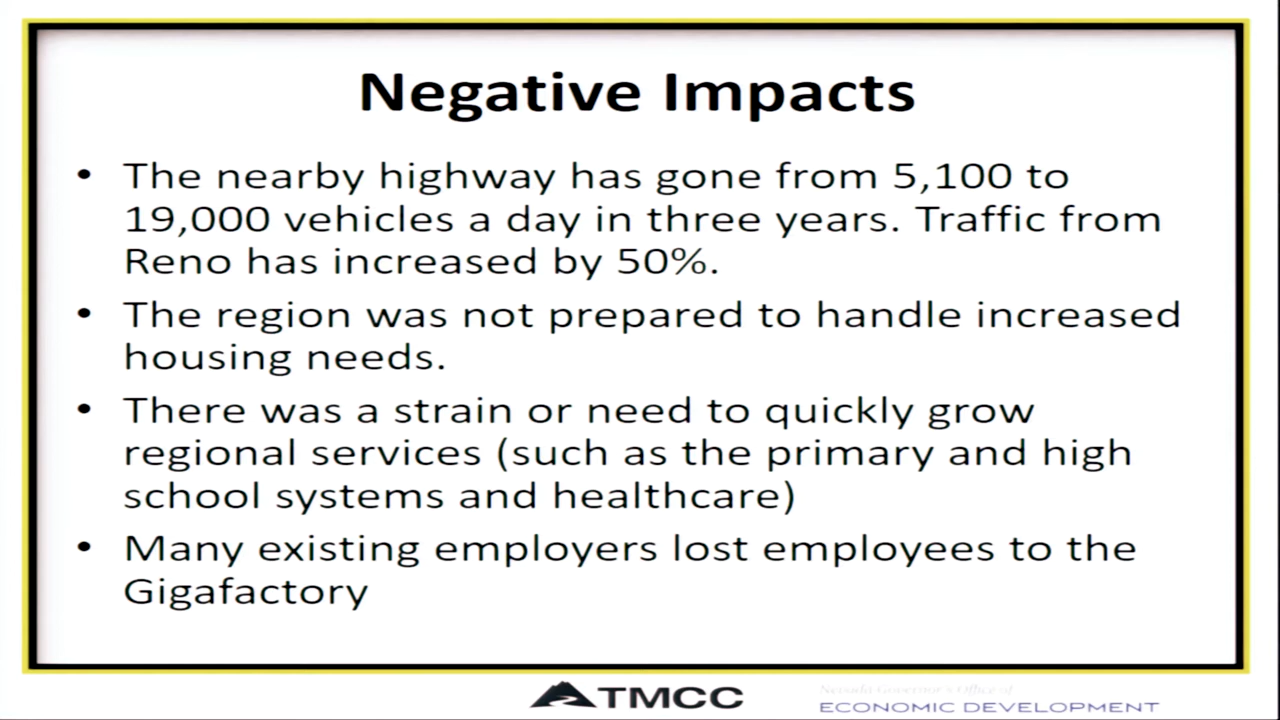 Negative Impacts
• The nearby highway has gone from 5,100 to
19,000 vehicles a day in three years. Traffic from
Reno has increased by 50%.
• The region was not prepared to handle increased
housing needs.
• There was a strain or need to quickly grow
regional services (such as the primary and high
school systems and healthcare)
• Many existing employers lost employees to the
Gigafactory
TMCC
Nevada Governor's Office of
ECONOMIC DEVELOPMENT